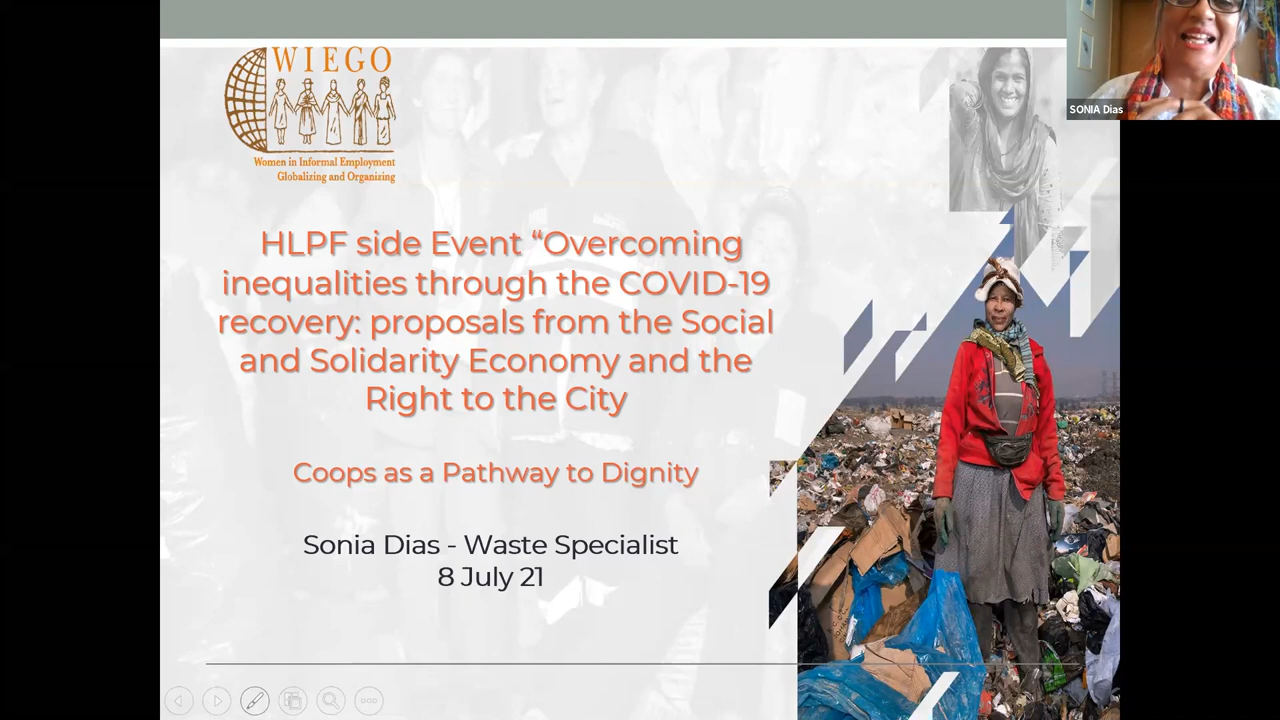 WIEGO
Women in Informal Employment
Globalizing and Organizing
SONIA Dias
HLPF side Event “Overcoming
inequalities through the COVID-19
recovery: proposals from the Social
and Solidarity Economy and the
Right to the City
Coops as a Pathway to Dignity
Sonia Dias - Waste Specialist
8 July 21